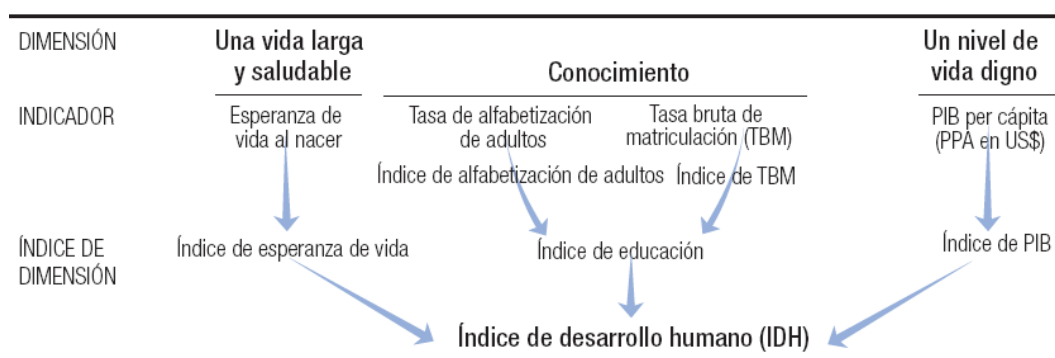 DIMENSIÓN
Una vida larga
y saludable
Conocimiento
Un nivel de
vida digno
INDICADOR
Esperanza de
vida al nacer
Tasa de alfabetización
de adultos
Tasa bruta de
matriculación (TBM)
PIB per cápita
(PPA en US$)
Índice de alfabetización de adultos
Índice de TBM
ÍNDICE DE
DIMENSIÓN
Índice de esperanza de vida
Índice de educación
Índice de PIB
Índice de desarrollo humano (IDH)